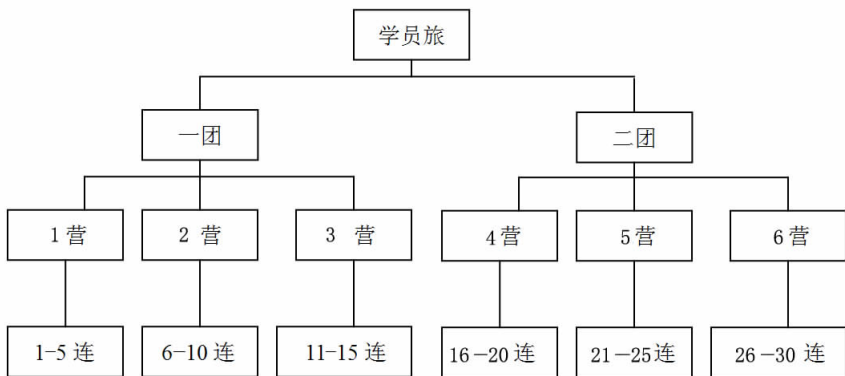 学员旅
一团
二团
1营
2 营
3 营
4营
5营
6营
1-5 连
6-10 连
11-15 连
16-20 连
21-25连
26-30 连